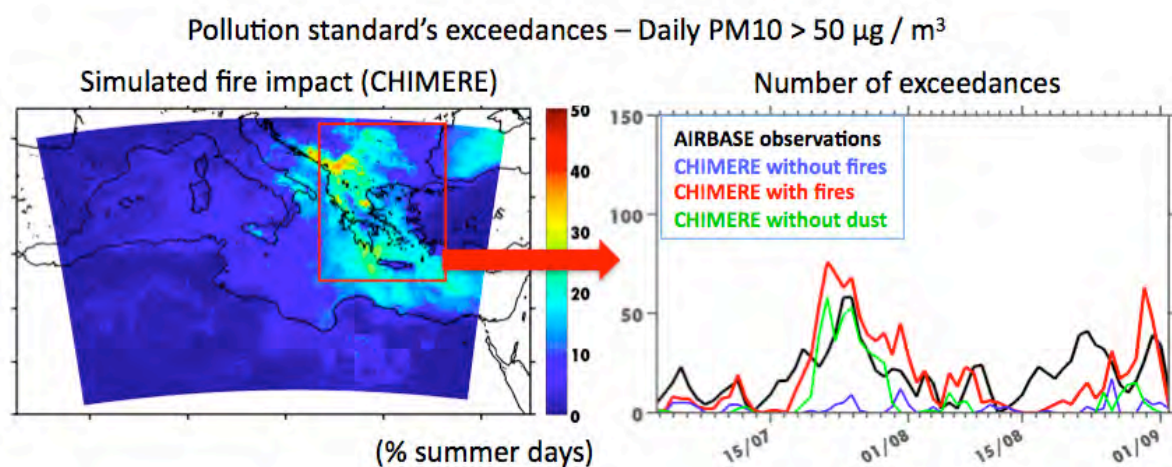 Pollution standard's exceedances – Daily PM10 > 50 µg / m³
Simulated fire impact (CHIMERE)
50
40
30
20
10
0
(% summer days)
Number of exceedances
150
100
50
0
AIRBASE observations
CHIMERE without fires
CHIMERE with fires
CHIMERE without dust
15/07
01/08
15/08
01/09